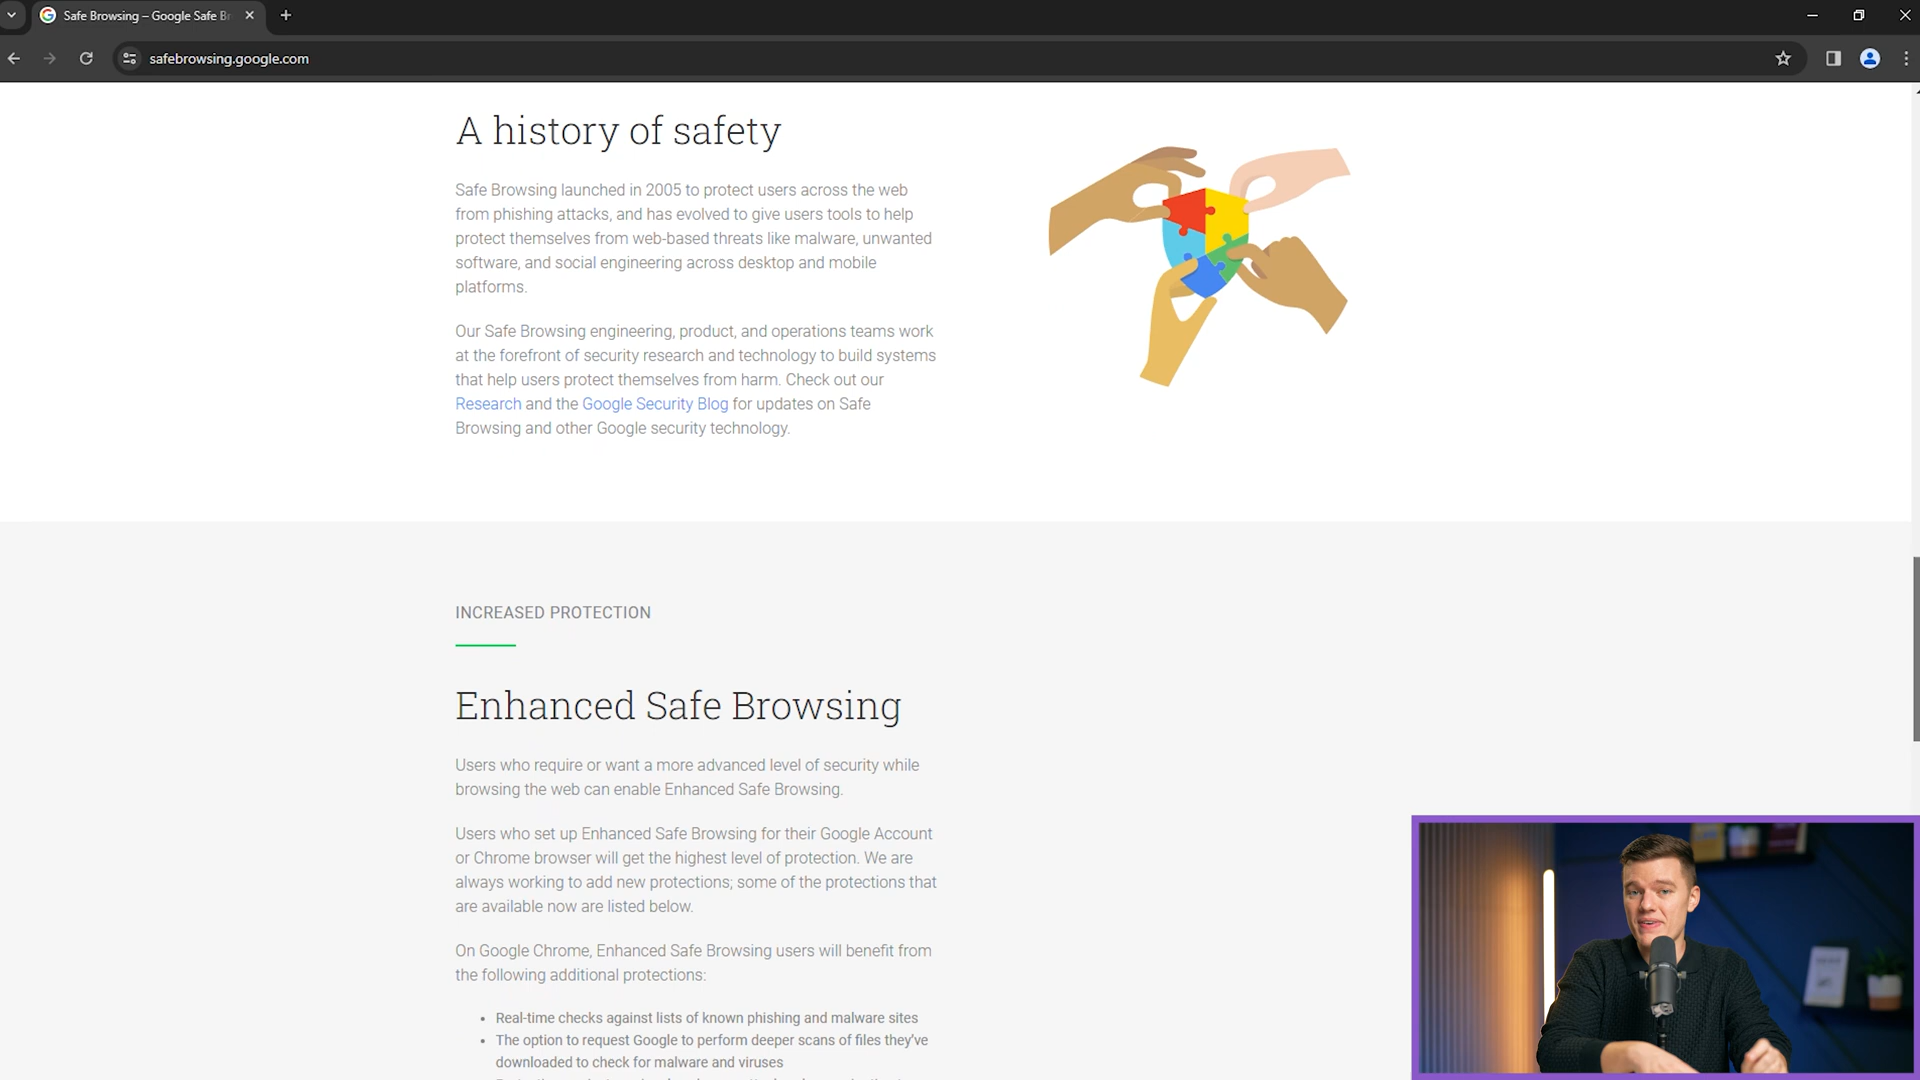 Safe Browsing – Google Safe Br
safebrowsing.google.com
A history of safety
Safe Browsing launched in 2005 to protect users across the web
from phishing attacks, and has evolved to give users tools to help
protect themselves from web-based threats like malware, unwanted
software, and social engineering across desktop and mobile
platforms.
Our Safe Browsing engineering, product, and operations teams work
at the forefront of security research and technology to build systems
that help users protect themselves from harm. Check out our
Research and the Google Security Blog for updates on Safe
Browsing and other Google security technology.
INCREASED PROTECTION
Enhanced Safe Browsing
Users who require or want a more advanced level of security while
browsing the web can enable Enhanced Safe Browsing.
Users who set up Enhanced Safe Browsing for their Google Account
or Chrome browser will get the highest level of protection. We are
always working to add new protections; some of the protections that
are available now are listed below.
On Google Chrome, Enhanced Safe Browsing users will benefit from
the following additional protections:
• Real-time checks against lists of known phishing and malware sites
• The option to request Google to perform deeper scans of files they've
downloaded to check for malware and viruses